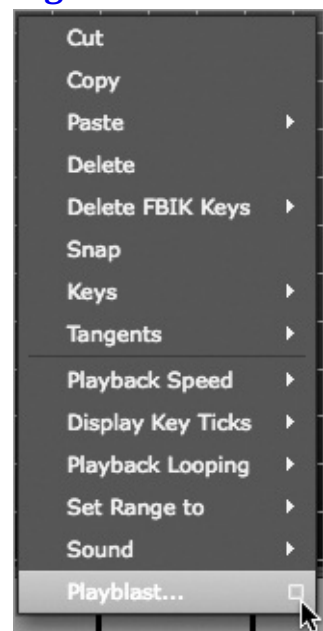 Cut
Copy
Paste
Delete
Delete FBIK Keys
Snap
Keys
Tangents
Playback Speed
Display Key Ticks
Playback Looping
Set Range to
Sound
Playblast...